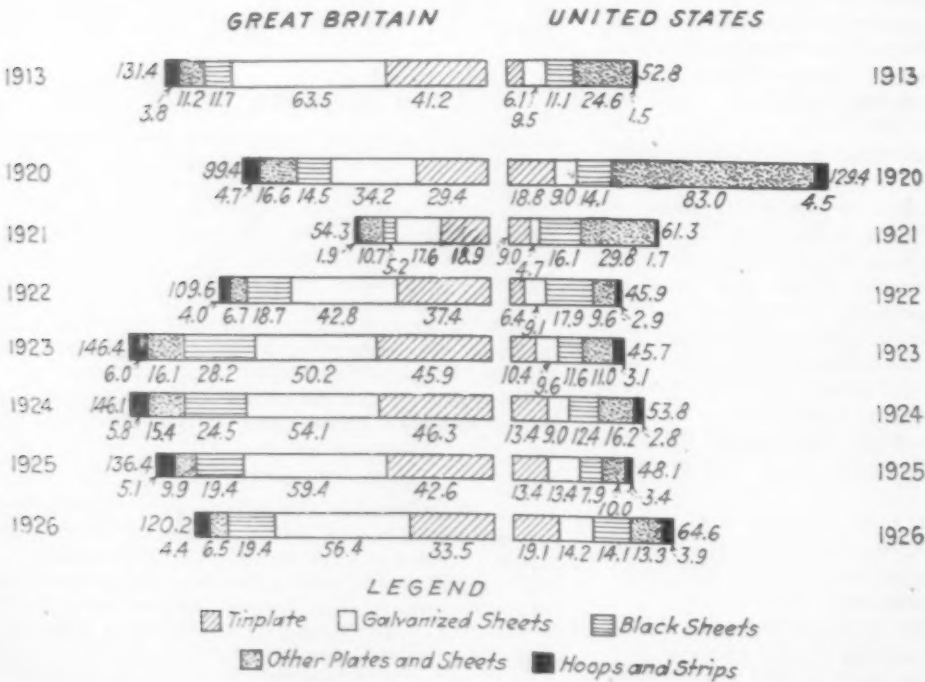 GREAT BRITAIN UNITED STATES
1913 131.4 52.8 1913
3.8 11.2 11.7 63.5 41.2 6.1 9.5 11.1 24.6 1.5
1920 99.4 129.4 1920
4.7 16.6 14.5 34.2 29.4 18.8 9.0 14.1 83.0 4.5
1921 54.3 61.3 1921
1.9 10.7 5.2 17.6 18.9 9.0 4.7 16.1 29.8 1.7
1922 109.6 45.9 1922
4.0 6.7 18.7 42.8 37.4 6.4 9.1 17.9 9.6 2.9
1923 146.4 45.7 1923
6.0 16.1 28.2 50.2 45.9 10.4 9.6 11.6 11.0 3.1
1924 146.1 53.8 1924
5.8 15.4 24.5 54.1 46.3 13.4 9.0 12.4 16.2 2.8
1925 136.4 48.1 1925
5.1 9.9 19.4 59.4 42.6 13.4 13.4 7.9 10.0 3.4
1926 120.2 64.6 1926
4.4 6.5 19.4 56.4 33.5 19.1 14.2 14.1 13.3 3.9
LEGEND
Tinplate Galvanized Sheets Black Sheets
Other Plates and Sheets Hoops and Strips